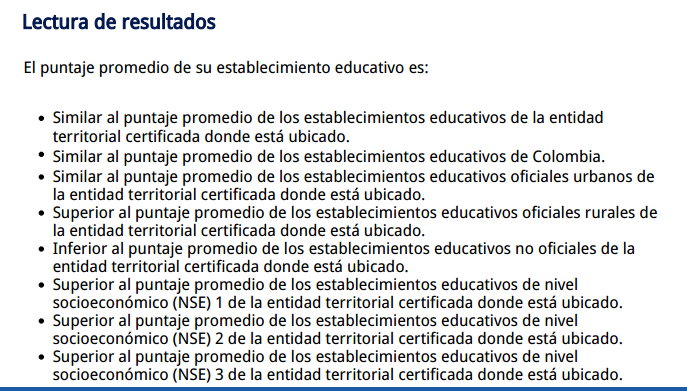 Lectura de resultados
El puntaje promedio de su establecimiento educativo es:
• Similar al puntaje promedio de los establecimientos educativos de la entidad
territorial certificada donde está ubicado.
• Similar al puntaje promedio de los establecimientos educativos de Colombia.
• Similar al puntaje promedio de los establecimientos educativos oficiales urbanos de
la entidad territorial certificada donde está ubicado.
• Superior al puntaje promedio de los establecimientos educativos oficiales rurales de
la entidad territorial certificada donde está ubicado.
• Inferior al puntaje promedio de los establecimientos educativos no oficiales de la
entidad territorial certificada donde está ubicado.
• Superior al puntaje promedio de los establecimientos educativos de nivel
socioeconómico (NSE) 1 de la entidad territorial certificada donde está ubicado.
• Superior al puntaje promedio de los establecimientos educativos de nivel
socioeconómico (NSE) 2 de la entidad territorial certificada donde está ubicado.
• Superior al puntaje promedio de los establecimientos educativos de nivel
socioeconómico (NSE) 3 de la entidad territorial certificada donde está ubicado.